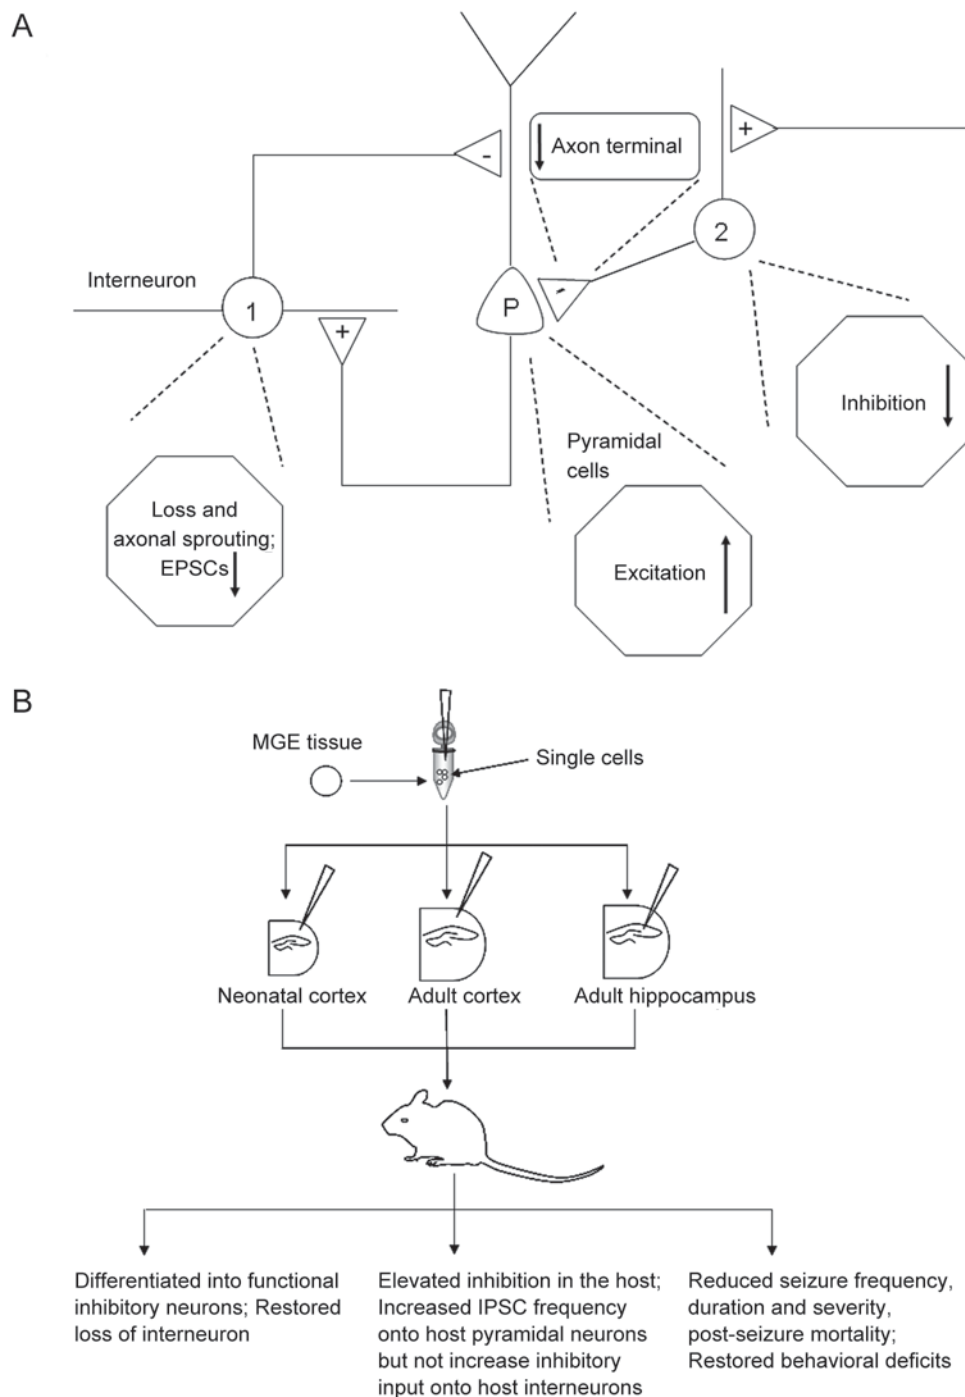 A
-
Axon terminal
+
2
Interneuron
1
+
P
-
Inhibition
Pyramidal
cells
Loss and
axonal sprouting;
EPSCs
Excitation
B
MGE tissue
Single cells
Neonatal cortex
Adult cortex
Adult hippocampus
Differentiated into functional
inhibitory neurons; Restored
loss of interneuron
Elevated inhibition in the host;
Increased IPSC frequency
onto host pyramidal neurons
but not increase inhibitory
input onto host interneurons
Reduced seizure frequency,
duration and severity,
post-seizure mortality;
Restored behavioral deficits